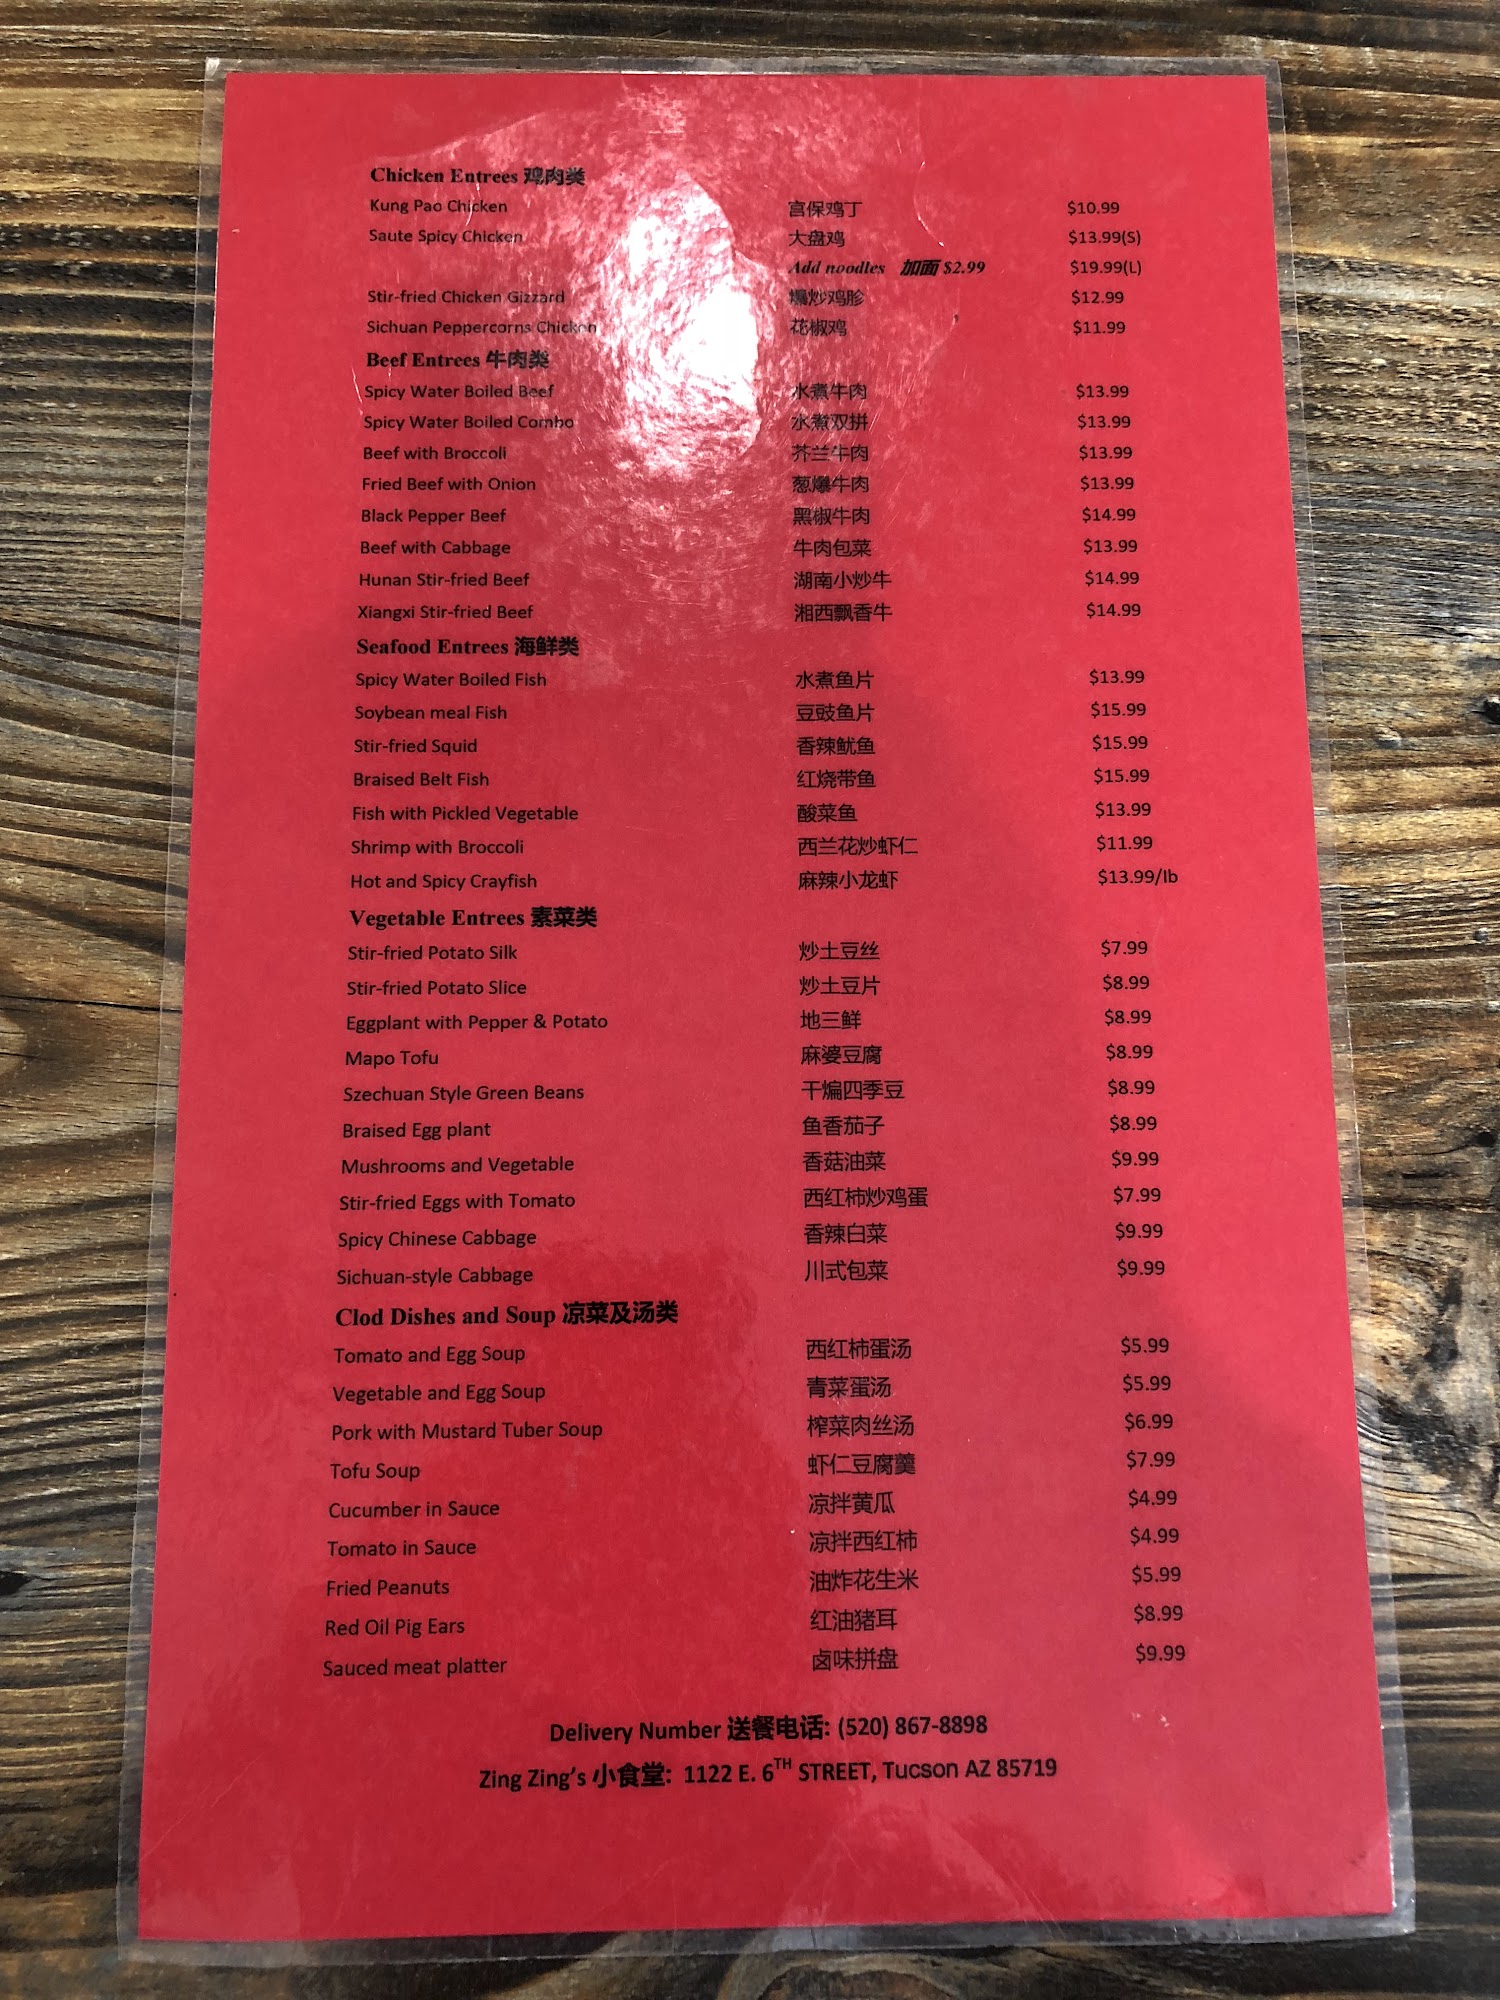 Chicken Entrees 鸡肉类
Kung Pao Chicken 宫保鸡丁 $10.99
Saute Spicy Chicken 大盘鸡 $13.99(S)
Add noodles 加面 $2.99 $19.99(L)
Stir-fried Chicken Gizzard 爆炒鸡胗 $12.99
Sichuan Peppercorns Chicken 花椒鸡 $11.99
Beef Entrees 牛肉类
Spicy Water Boiled Beef 水煮牛肉 $13.99
Spicy Water Boiled Combo 水煮双拼 $13.99
Beef with Broccoli 芥兰牛肉 $13.99
Fried Beef with Onion 葱爆牛肉 $13.99
Black Pepper Beef 黑椒牛肉 $14.99
Beef with Cabbage 牛肉包菜 $13.99
Hunan Stir-fried Beef 湖南小炒牛 $14.99
Xiangxi Stir-fried Beef 湘西飘香牛 $14.99
Seafood Entrees 海鲜类
Spicy Water Boiled Fish 水煮鱼片 $13.99
Soybean meal Fish 豆豉鱼片 $15.99
Stir-fried Squid 香辣鱿鱼 $15.99
Braised Belt Fish 红烧带鱼 $15.99
Fish with Pickled Vegetable 酸菜鱼 $13.99
Shrimp with Broccoli 西兰花炒虾仁 $11.99
Hot and Spicy Crayfish 麻辣小龙虾 $13.99/lb
Vegetable Entrees 素菜类
Stir-fried Potato Silk 炒土豆丝 $7.99
Stir-fried Potato Slice 炒土豆片 $8.99
Eggplant with Pepper & Potato 地三鲜 $8.99
Mapo Tofu 麻婆豆腐 $8.99
Szechuan Style Green Beans 干煸四季豆 $8.99
Braised Egg plant 鱼香茄子 $8.99
Mushrooms and Vegetable 香菇油菜 $9.99
Stir-fried Eggs with Tomato 西红柿炒鸡蛋 $7.99
Spicy Chinese Cabbage 香辣白菜 $9.99
Sichuan-style Cabbage 川式包菜 $9.99
Clod Dishes and Soup 凉菜及汤类
Tomato and Egg Soup 西红柿蛋汤 $5.99
Vegetable and Egg Soup 青菜蛋汤 $5.99
Pork with Mustard Tuber Soup 榨菜肉丝汤 $6.99
Tofu Soup 虾仁豆腐羹 $7.99
Cucumber in Sauce 凉拌黄瓜 $4.99
Tomato in Sauce 凉拌西红柿 $4.99
Fried Peanuts 油炸花生米 $5.99
Red Oil Pig Ears 红油猪耳 $8.99
Sauced meat platter 卤味拼盘 $9.99
Delivery Number 送餐电话: (520) 867-8898
Zing Zing's 小食堂: 1122 E. 6TH STREET, Tucson AZ 85719